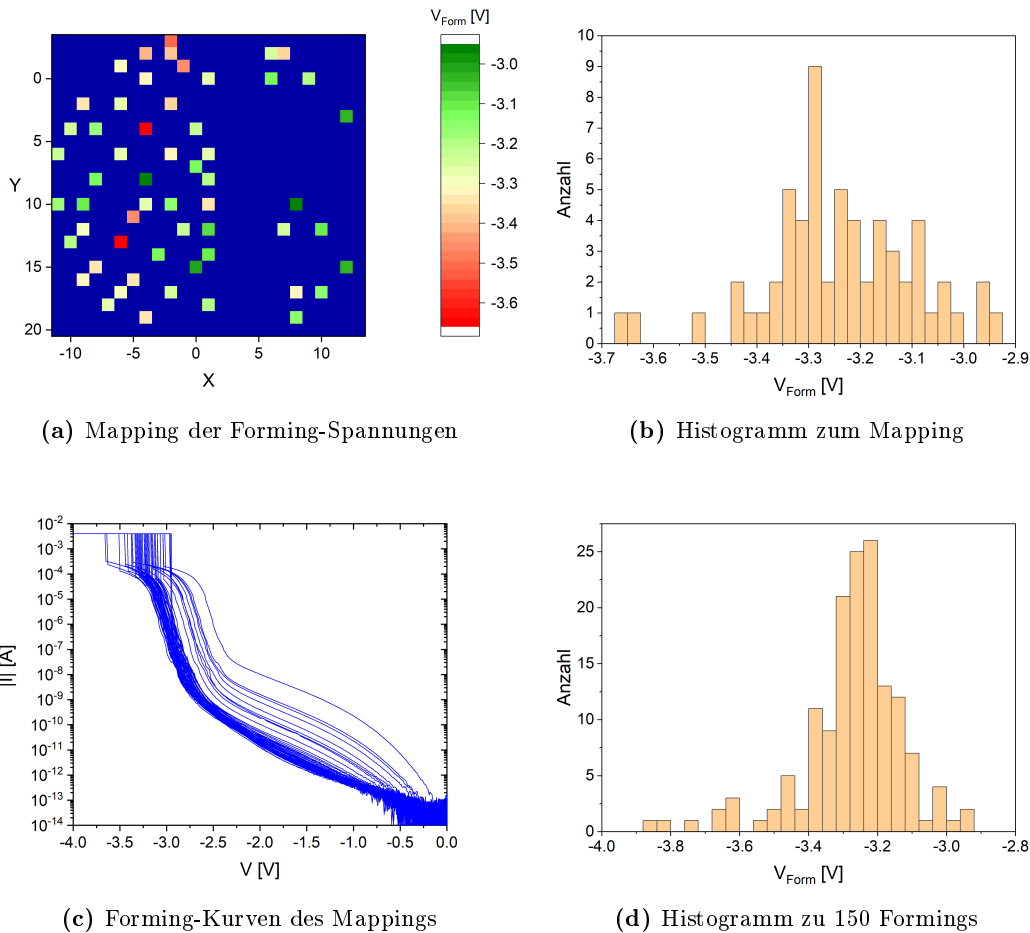 V_Form [V]
0
5
10
15
20
Y
-10 -5 0 5 10
X
-3.0
-3.1
-3.2
-3.3
-3.4
-3.5
-3.6
(a) Mapping der Forming-Spannungen
10
9
8
7
6
5
4
3
2
1
0
Anzahl
-3.7 -3.6 -3.5 -3.4 -3.3 -3.2 -3.1 -3.0 -2.9
V_Form [V]
(b) Histogramm zum Mapping
10^-2
10^-3
10^-4
10^-5
10^-6
10^-7
10^-8
10^-9
10^-10
10^-11
10^-12
10^-13
10^-14
|I| [A]
-4.0 -3.5 -3.0 -2.5 -2.0 -1.5 -1.0 -0.5 0.0
V [V]
(c) Forming-Kurven des Mappings
25
20
15
10
5
0
Anzahl
-4.0 -3.8 -3.6 -3.4 -3.2 -3.0 -2.8
V_Form [V]
(d) Histogramm zu 150 Formings